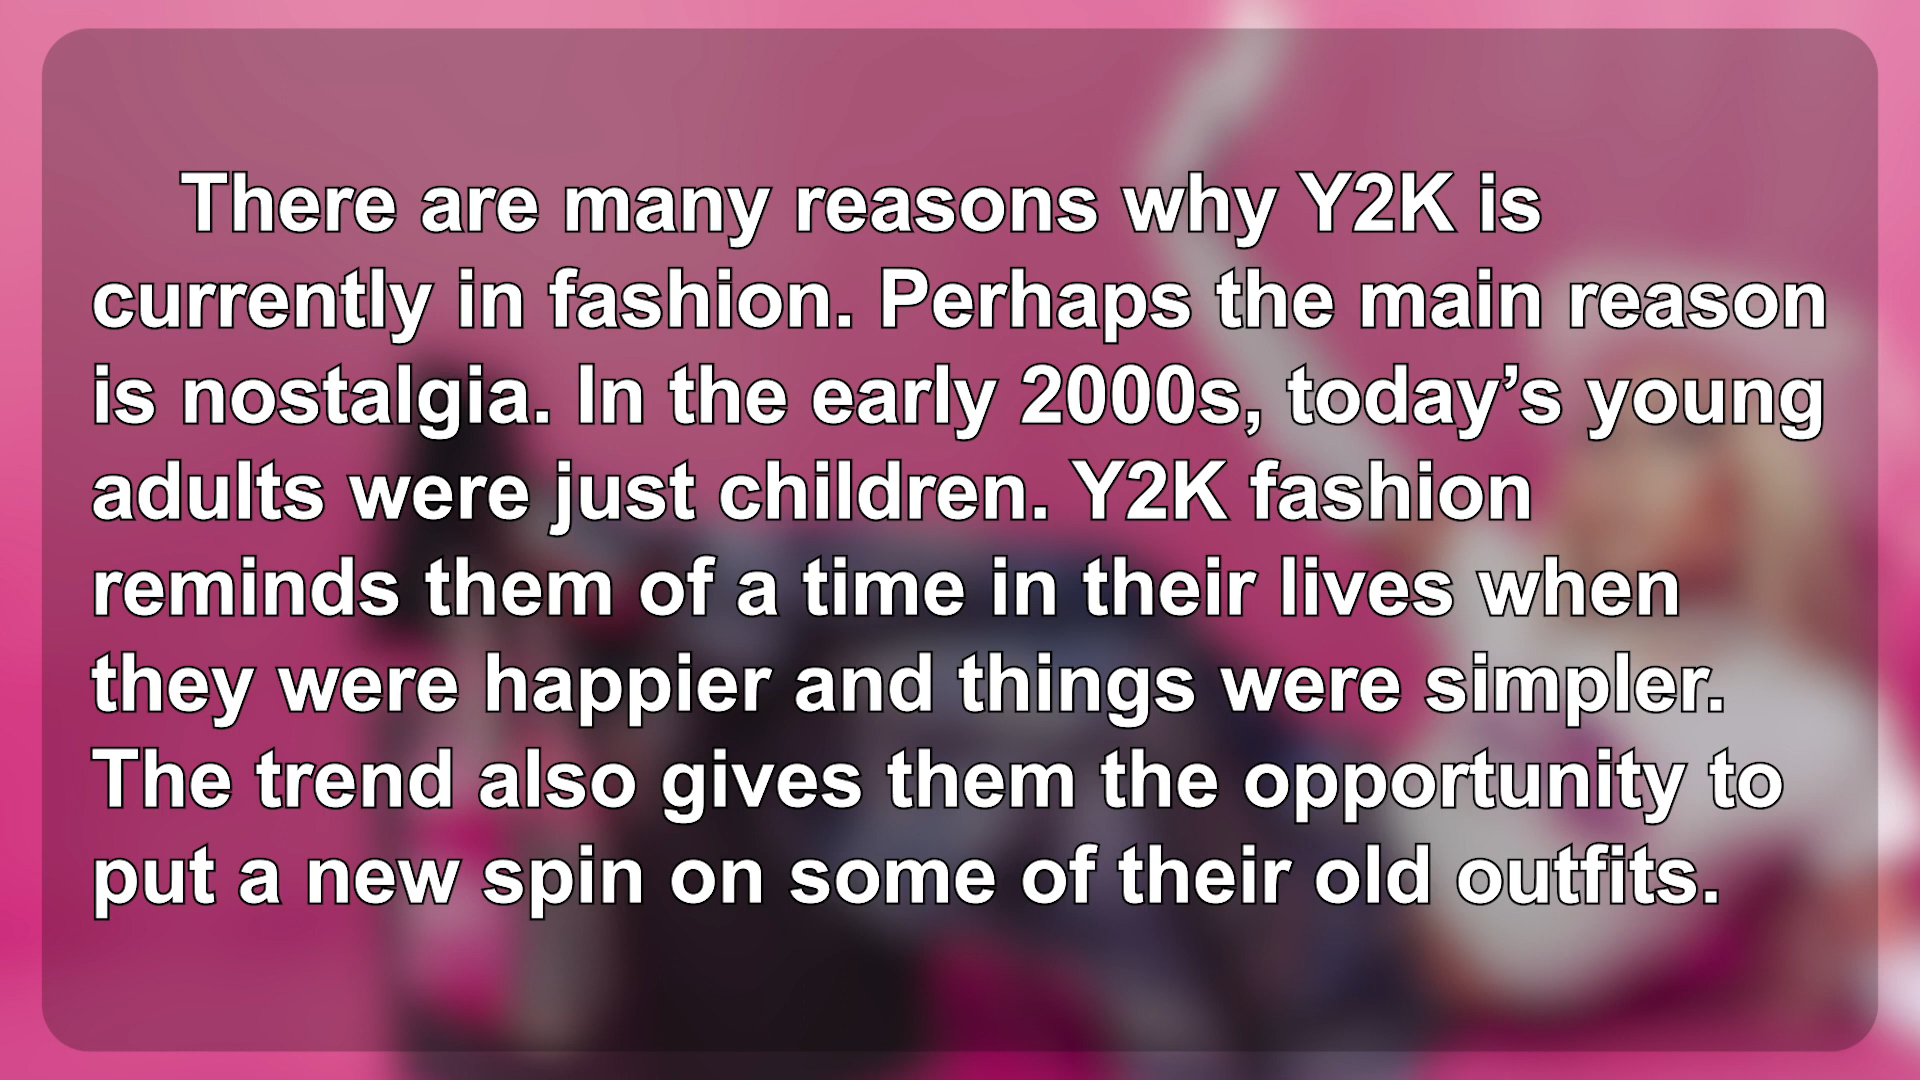 There are many reasons why Y2K is
currently in fashion. Perhaps the main reason
is nostalgia. In the early 2000s, today’s young
adults were just children. Y2K fashion
reminds them of a time in their lives when
they were happier and things were simpler.
The trend also gives them the opportunity to
put a new spin on some of their old outfits.